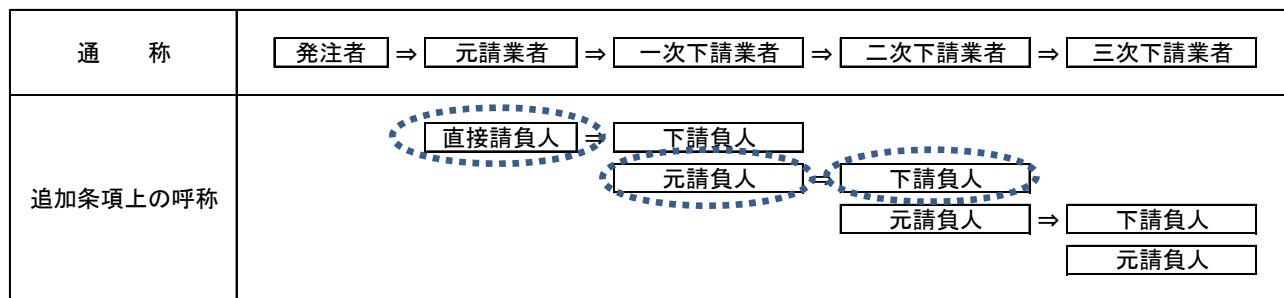 通　　称
発注者 ⇒ 元請業者 ⇒ 一次下請業者 ⇒ 二次下請業者 ⇒ 三次下請業者
追加条項上の呼称
直接請負人 ⇒ 下請負人
元請負人 ⇒ 下請負人
元請負人 ⇒ 下請負人
元請負人